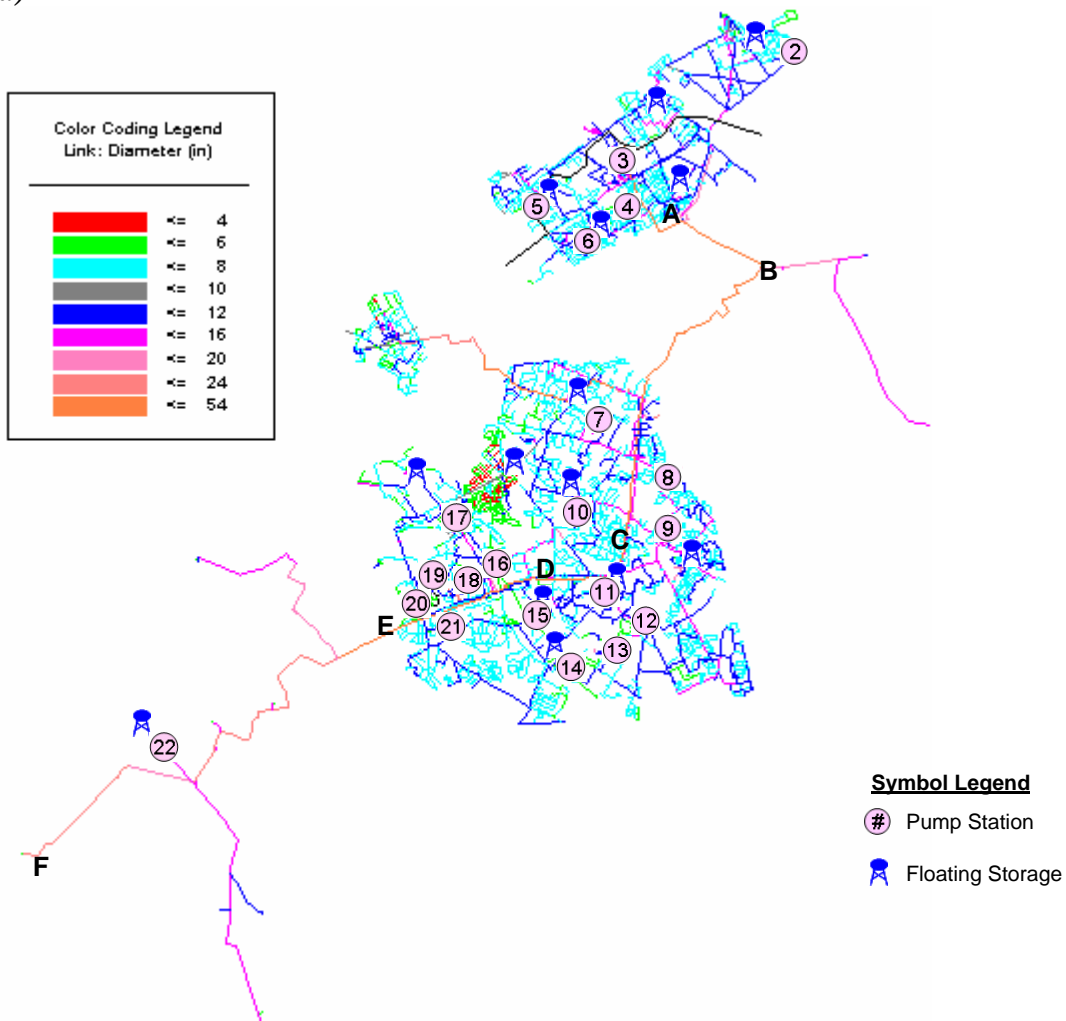 2
Color Coding Legend
Link: Diameter (in)
<= 4
<= 6
<= 8
<= 10
<= 12
<= 16
<= 20
<= 24
<= 54
3
5
4
A
6
B
7
8
10
17
9
C
16
D
19
18
11
20
15
E
21
12
13
14
22
F
Symbol Legend
# Pump Station
Floating Storage